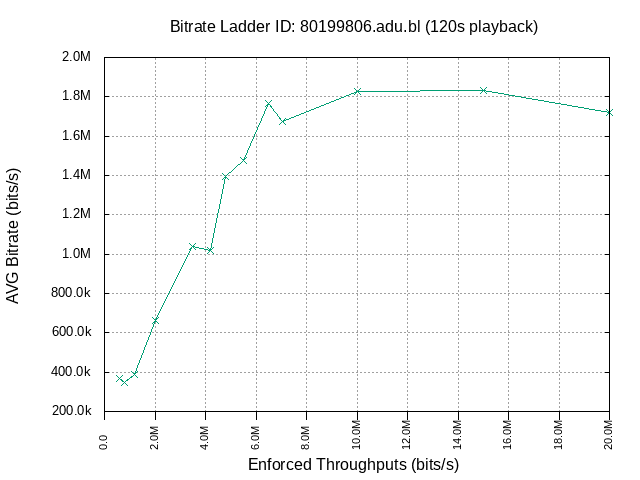 Bitrate Ladder ID: 80199806.adu.bl (120s playback)
2.0M
1.8M
1.6M
1.4M
1.2M
1.0M
800.0k
600.0k
400.0k
200.0k
AVG Bitrate (bits/s)
0.0
2.0M
4.0M
6.0M
8.0M
10.0M
12.0M
14.0M
16.0M
18.0M
20.0M
Enforced Throughputs (bits/s)